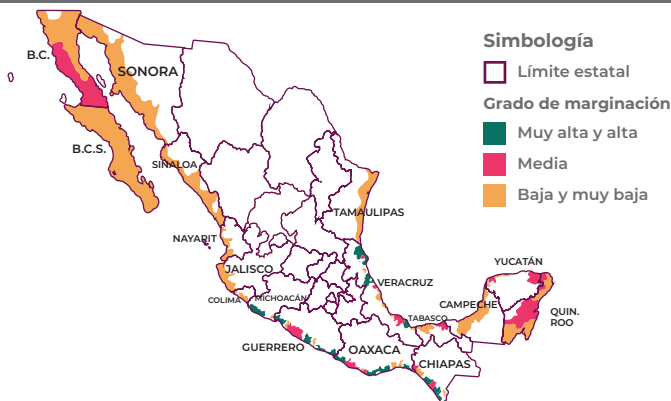 B.C.
SONORA
B.C.S.
SINALOA
TAMAULIPAS
NAYARIT
JALISCO
COLIMA
MICHOACÁN
VERACRUZ
TABASCO
YUCATÁN
CAMPECHE
QUIN.
ROO
GUERRERO
OAXACA
CHIAPAS
Simbología
Límite estatal
Grado de marginación
Muy alta y alta
Media
Baja y muy baja